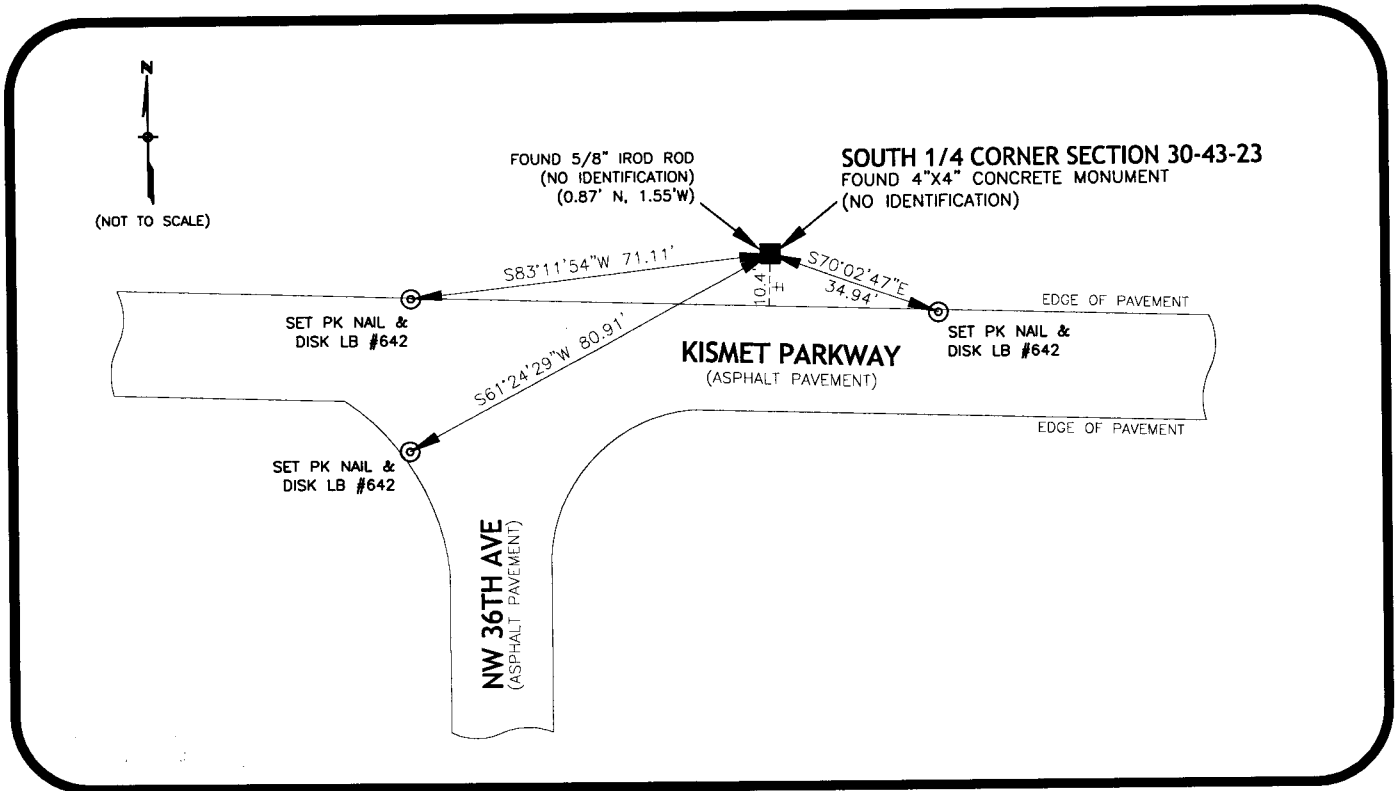 N
(NOT TO SCALE)
FOUND 5/8" IROD ROD
(NO IDENTIFICATION)
(0.87' N, 1.55'W)
SOUTH 1/4 CORNER SECTION 30-43-23
FOUND 4"X4" CONCRETE MONUMENT
(NO IDENTIFICATION)
S83°11'54"W 71.11'
S70°02'47"E
34.94'
10.4'±
EDGE OF PAVEMENT
SET PK NAIL &
DISK LB #642
S61°24'29"W 80.91'
KISMET PARKWAY
(ASPHALT PAVEMENT)
SET PK NAIL &
DISK LB #642
EDGE OF PAVEMENT
SET PK NAIL &
DISK LB #642
NW 36TH AVE
(ASPHALT PAVEMENT)